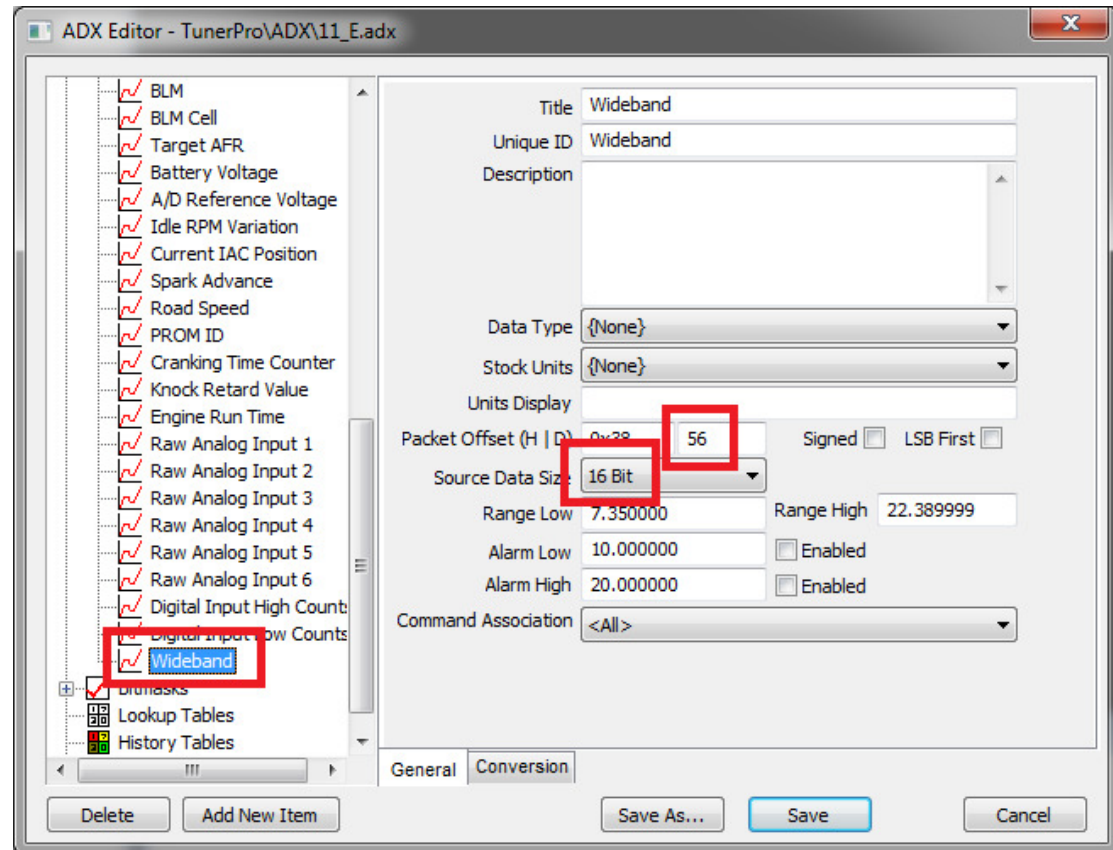 ADX Editor - TunerPro\ADX\11_E.adx
BLM
BLM Cell
Target AFR
Battery Voltage
A/D Reference Voltage
Idle RPM Variation
Current IAC Position
Spark Advance
Road Speed
PROM ID
Cranking Time Counter
Knock Retard Value
Engine Run Time
Raw Analog Input 1
Raw Analog Input 2
Raw Analog Input 3
Raw Analog Input 4
Raw Analog Input 5
Raw Analog Input 6
Digital Input High Counts
Digital Input Low Counts
Wideband
Bitmasks
Lookup Tables
History Tables
Title Wideband
Unique ID Wideband
Description
Data Type {None}
Stock Units {None}
Units Display
Packet Offset (H | D) 0x38 56 Signed LSB First
Source Data Size 16 Bit
Range Low 7.350000 Range High 22.389999
Alarm Low 10.000000 Enabled
Alarm High 20.000000 Enabled
Command Association <All>
General Conversion
Delete Add New Item Save As... Save Cancel